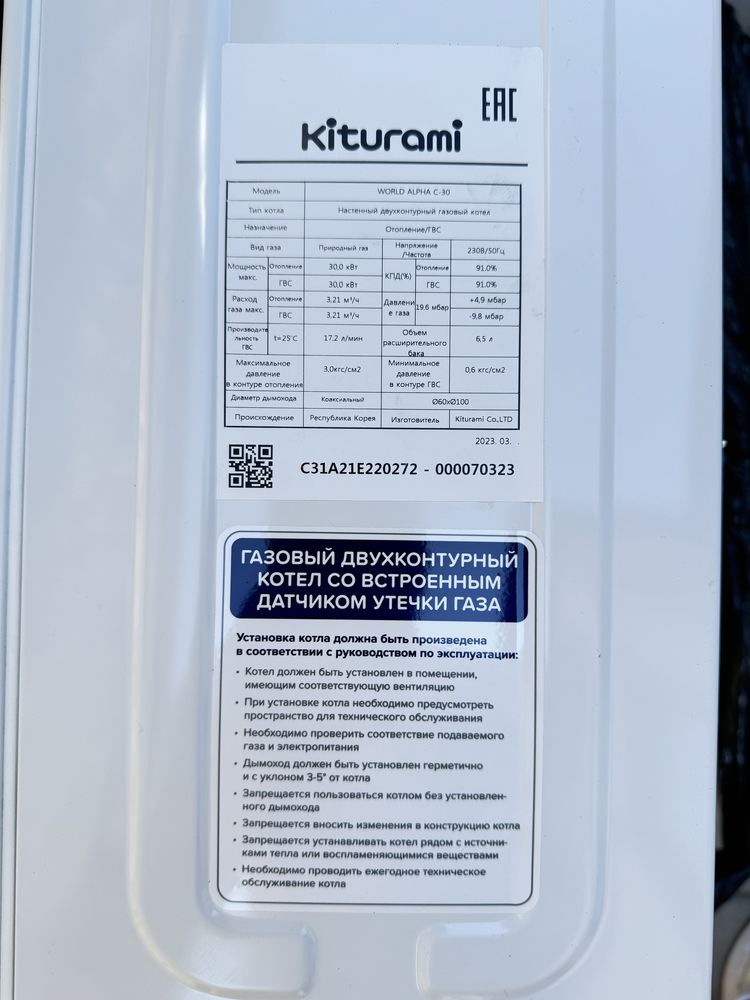 EAC
Kiturami
Модель WORLD ALPHA C-30
Тип котла Настенный двухконтурный газовый котел
Назначение Отопление/ГВС
Вид газа Природный газ Напряжение /Частота 230В/50Гц
Мощность макс. Отопление 30,0 кВт КПД(%) Отопление 91.0%
ГВС 30,0 кВт ГВС 91.0%
Расход газа макс. Отопление 3,21 м³/ч Давлени е газа 19.6 мбар +4,9 мбар
ГВС 3,21 м³/ч -9,8 мбар
Производитель льность ГВС t=25˚C 17.2 л/мин Объем расширительного бака 6,5 л
Максимальное давление в контуре отопления 3,0кгс/см2 Минимальное давление в контуре ГВС 0,6 кгс/см2
Диаметр дымохода Коаксиальный Ø60xØ100
Происхождение Республика Корея Изготовитель Kiturami Co.,LTD
2023. 03. .
C31A21E220272 - 000070323
ГАЗОВЫЙ ДВУХКОНТУРНЫЙ
КОТЕЛ СО ВСТРОЕННЫМ
ДАТЧИКОМ УТЕЧКИ ГАЗА
Установка котла должна быть произведена
в соответствии с руководством по эксплуатации:
• Котел должен быть установлен в помещении,
имеющим соответствующую вентиляцию
• При установке котла необходимо предусмотреть
пространство для технического обслуживания
• Необходимо проверить соответствие подаваемого
газа и электропитания
• Дымоход должен быть установлен герметично
и с уклоном 3-5° от котла
• Запрещается пользоваться котлом без установлен-
ного дымохода
• Запрещается вносить изменения в конструкцию котла
• Запрещается устанавливать котел рядом с источни-
ками тепла или воспламеняющимися веществами
• Необходимо проводить ежегодное техническое
обслуживание котла